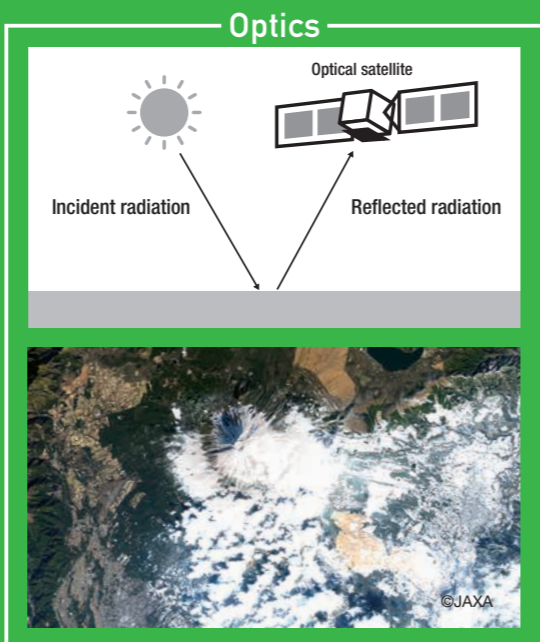 Optics
Optical satellite
Incident radiation
Reflected radiation
©JAXA